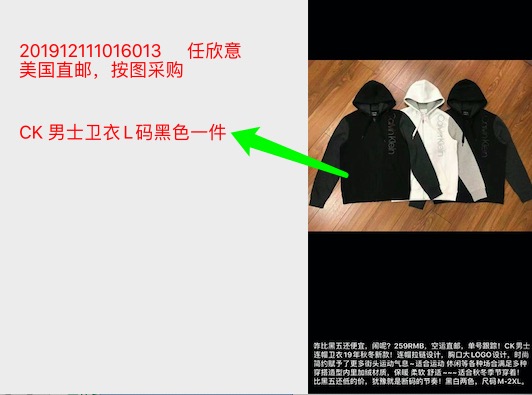 201912111016013 任欣意
美国直邮，按图采购
CK 男士卫衣 L 码黑色一件
Calvin Klein
咋比黑五还便宜，闹呢？259RMB，空运直邮，单号跟踪！CK男士
连帽卫衣19年秋冬新款！连帽拉链设计，胸口大LOGO设计，时尚
简约赋予了更多街头运动气息~适合运动 休闲等各种场合满足多种
穿搭造型内里加绒材质，保暖 柔软 舒适~~~适合秋冬季节穿着！
比黑五还低的价，犹豫就是断码的节奏！黑白两色，尺码M-2XL。